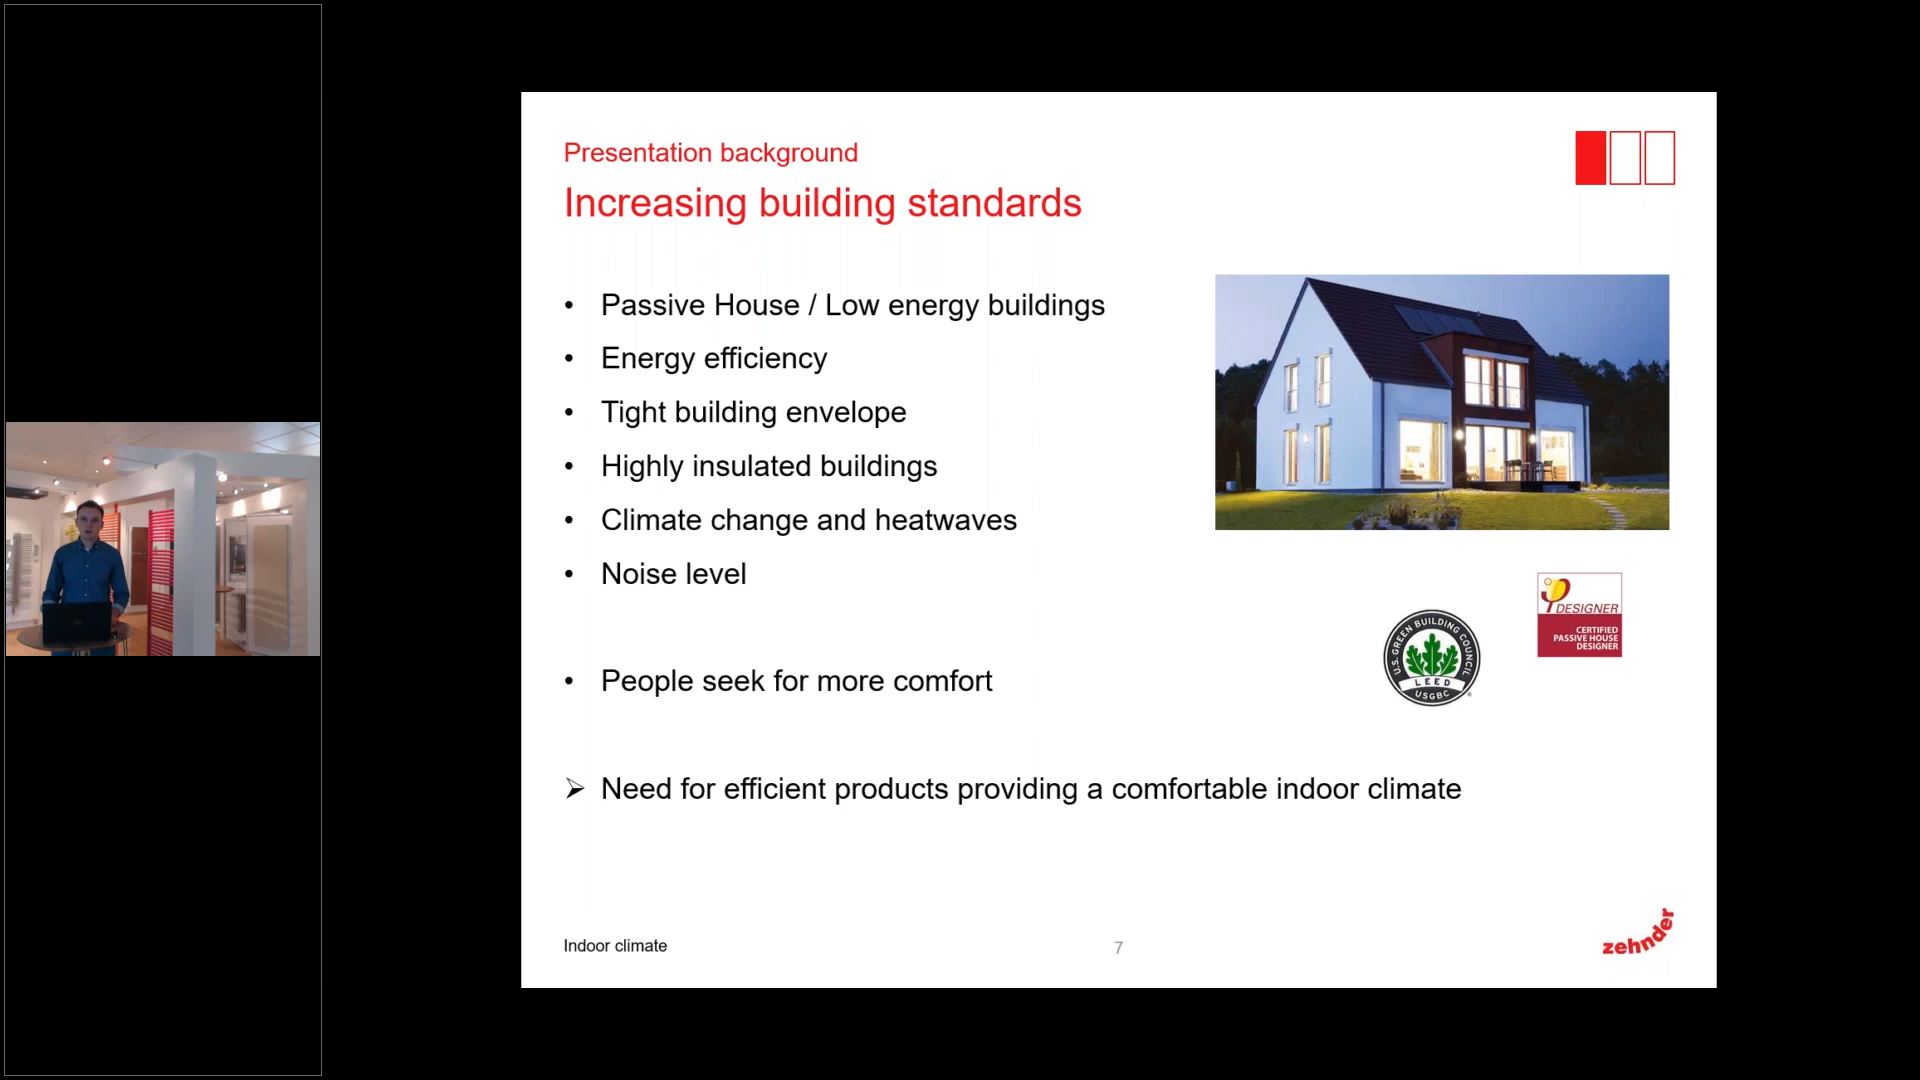 Presentation background
Increasing building standards
• Passive House / Low energy buildings
• Energy efficiency
• Tight building envelope
• Highly insulated buildings
• Climate change and heatwaves
• Noise level
• People seek for more comfort
➢ Need for efficient products providing a comfortable indoor climate
DESIGNER
CERTIFIED
PASSIVE HOUSE
DESIGNER
U.S. GREEN BUILDING COUNCIL
LEED
USGBC
®
Indoor climate
7
zehnder